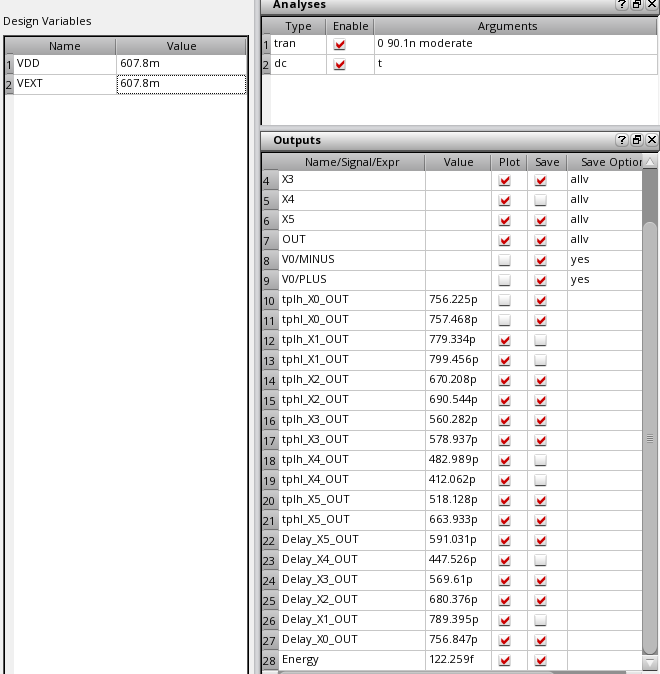 Design Variables
Name Value
1 VDD 607.8m
2 VEXT 607.8m
Analyses
Type Enable Arguments
1 tran 0 90.1n moderate
2 dc t
Outputs
Name/Signal/Expr Value Plot Save Save Option
4 X3 allv
5 X4 allv
6 X5 allv
7 OUT allv
8 V0/MINUS yes
9 V0/PLUS yes
10 tplh_X0_OUT 756.225p
11 tphl_X0_OUT 757.468p
12 tplh_X1_OUT 779.334p
13 tphl_X1_OUT 799.456p
14 tplh_X2_OUT 670.208p
15 tphl_X2_OUT 690.544p
16 tplh_X3_OUT 560.282p
17 tphl_X3_OUT 578.937p
18 tplh_X4_OUT 482.989p
19 tphl_X4_OUT 412.062p
20 tplh_X5_OUT 518.128p
21 tphl_X5_OUT 663.933p
22 Delay_X5_OUT 591.031p
23 Delay_X4_OUT 447.526p
24 Delay_X3_OUT 569.61p
25 Delay_X2_OUT 680.376p
26 Delay_X1_OUT 789.395p
27 Delay_X0_OUT 756.847p
28 Energy 122.259f